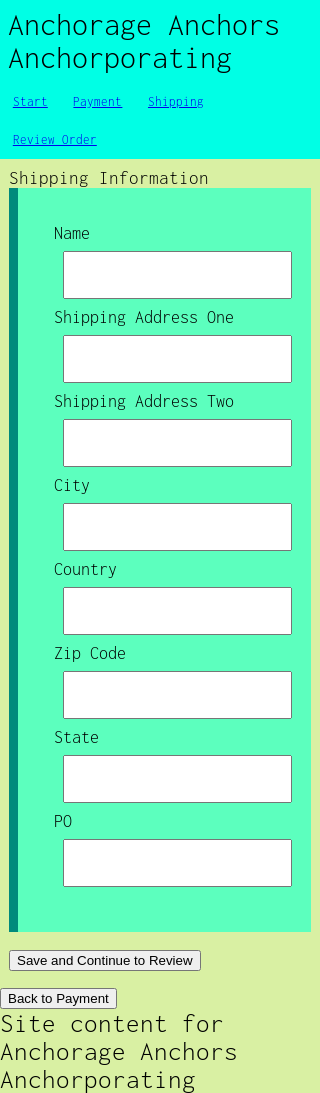 Anchorage Anchors
Anchorporating
Start Payment Shipping
Review Order
Shipping Information
Name
Shipping Address One
Shipping Address Two
City
Country
Zip Code
State
PO
Save and Continue to Review
Back to Payment
Site content for
Anchorage Anchors
Anchorporating